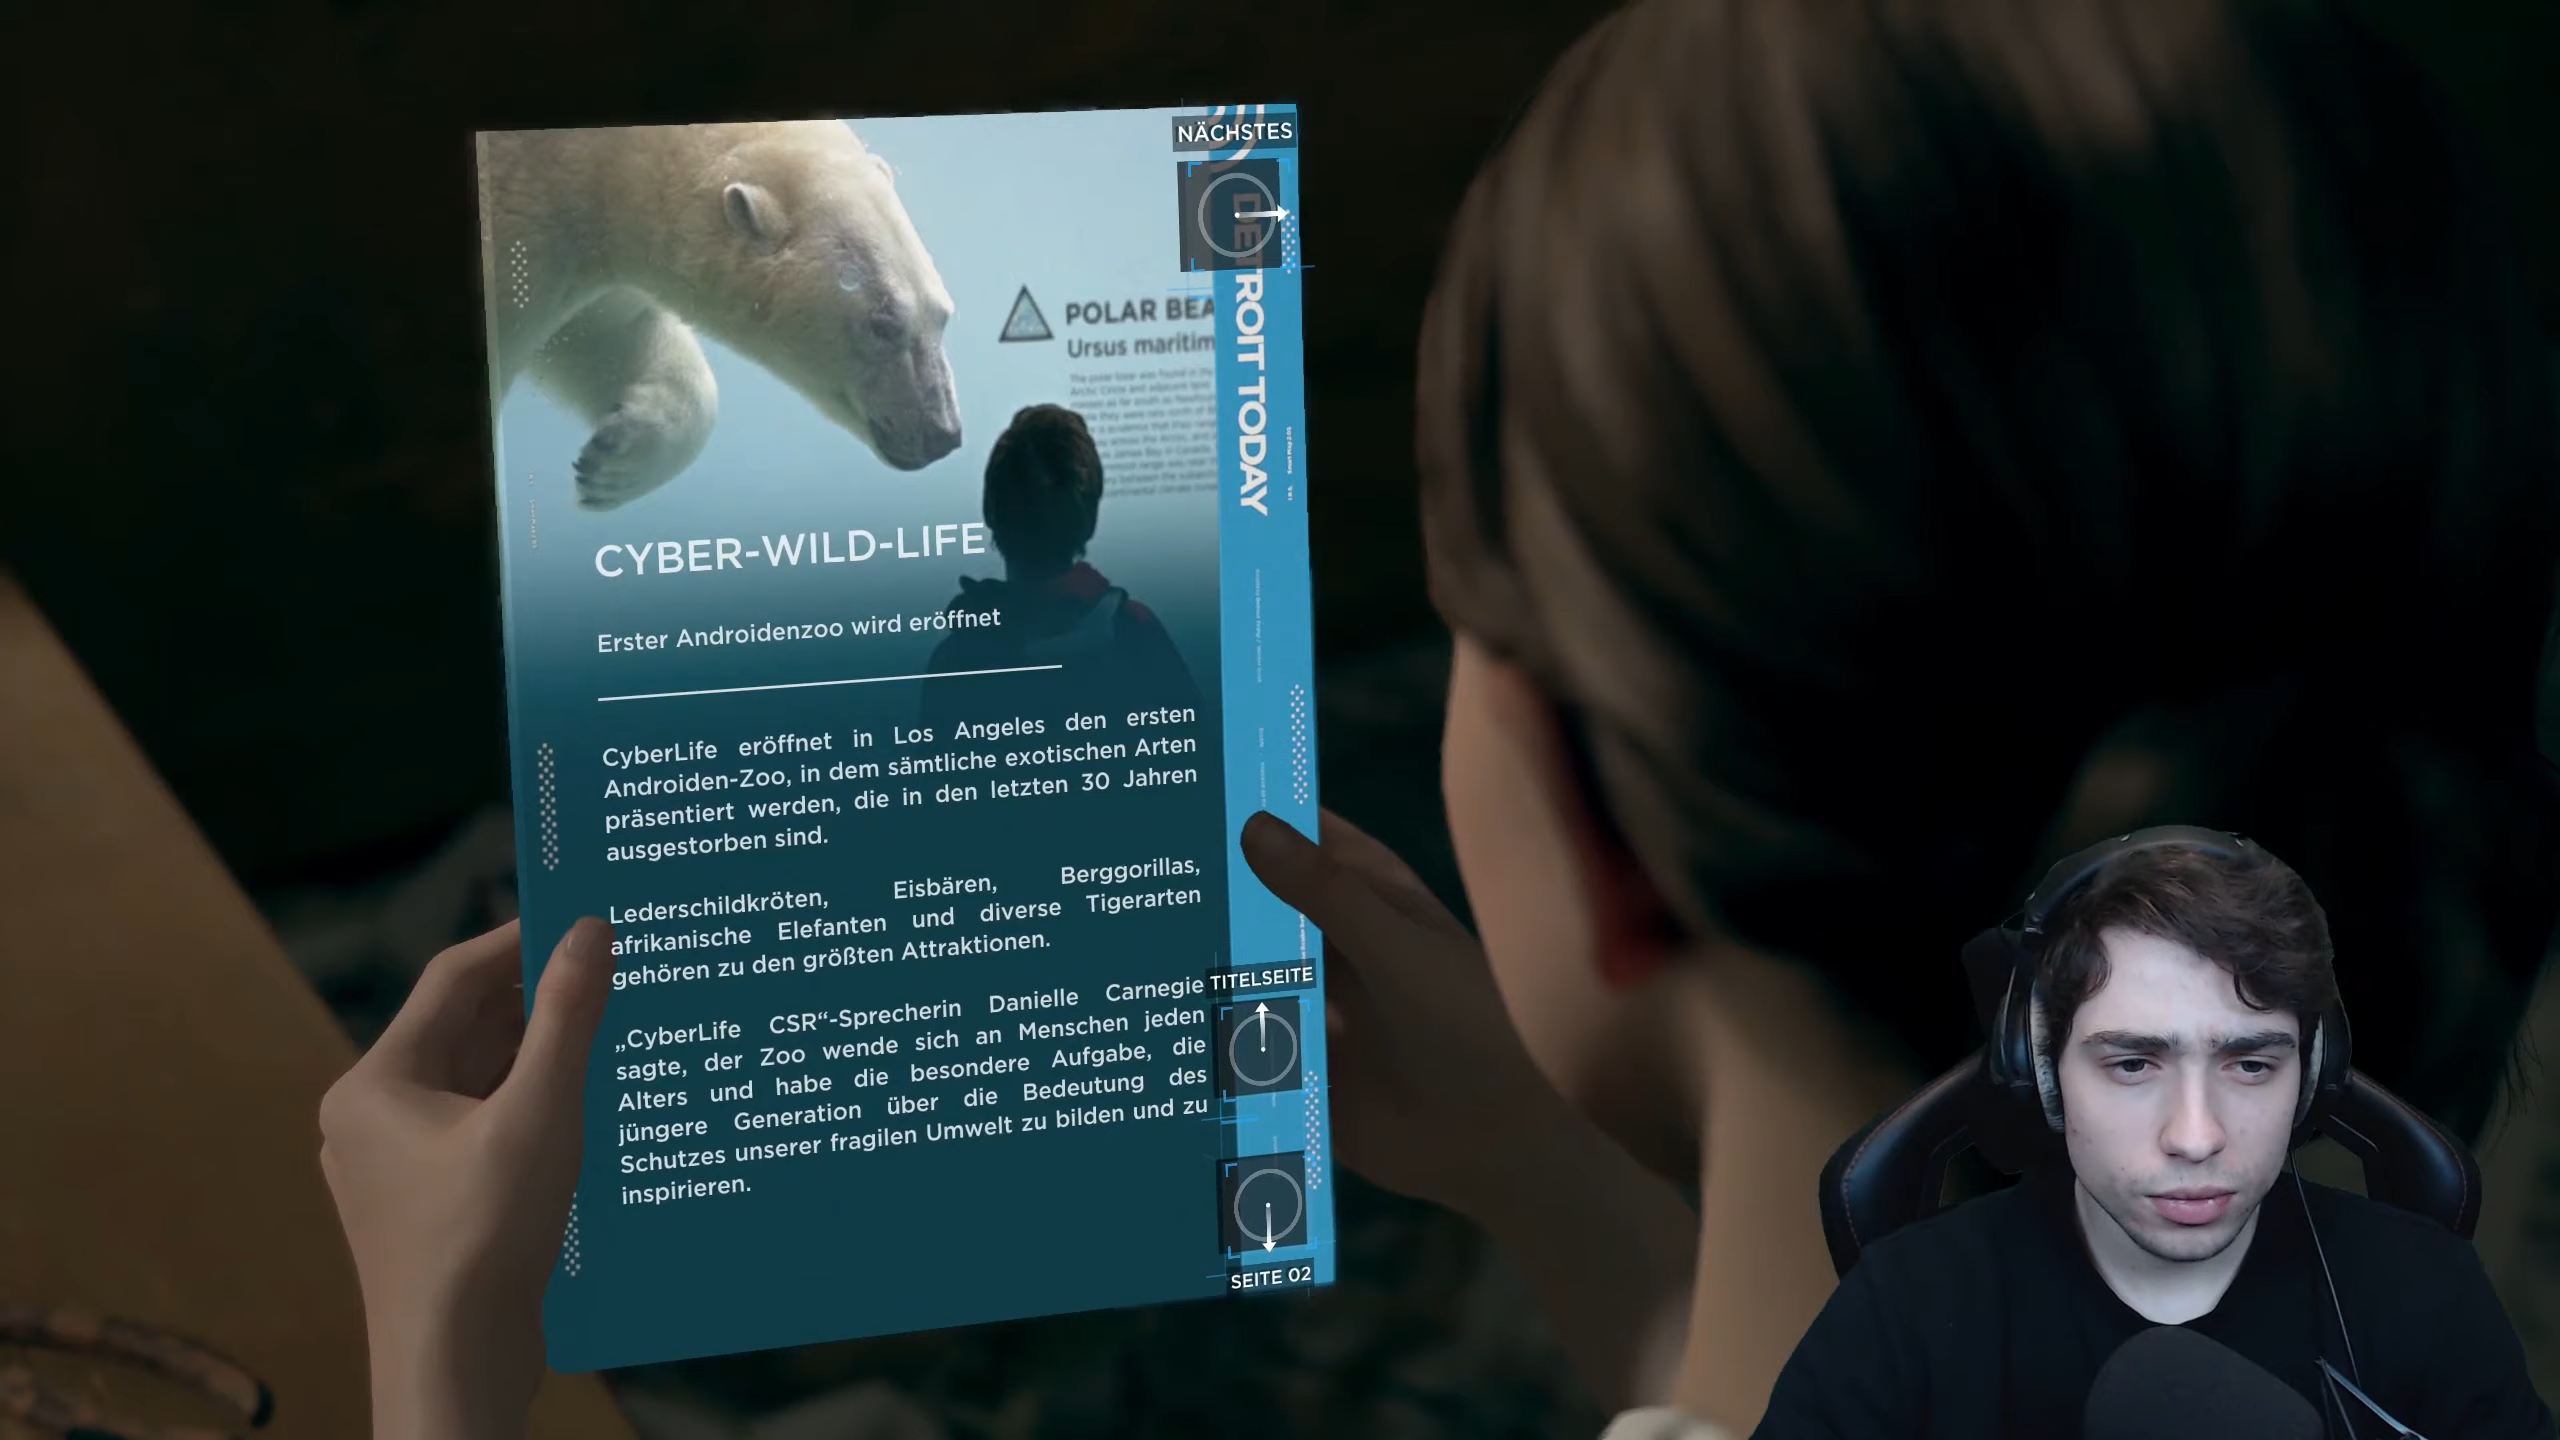 NÄCHSTES
DETROIT TODAY
POLAR BEA
Ursus maritim
CYBER-WILD-LIFE
Erster Androidenzoo wird eröffnet
CyberLife eröffnet in Los Angeles den ersten
Androiden-Zoo, in dem sämtliche exotischen Arten
präsentiert werden, die in den letzten 30 Jahren
ausgestorben sind.
Lederschildkröten, Eisbären, Berggorillas,
afrikanische Elefanten und diverse Tigerarten
gehören zu den größten Attraktionen.
„CyberLife CSR“-Sprecherin Danielle Carnegie
sagte, der Zoo wende sich an Menschen jeden
Alters und habe die besondere Aufgabe, die
jüngere Generation über die Bedeutung des
Schutzes unserer fragilen Umwelt zu bilden und zu
inspirieren.
TITELSEITE
SEITE 02